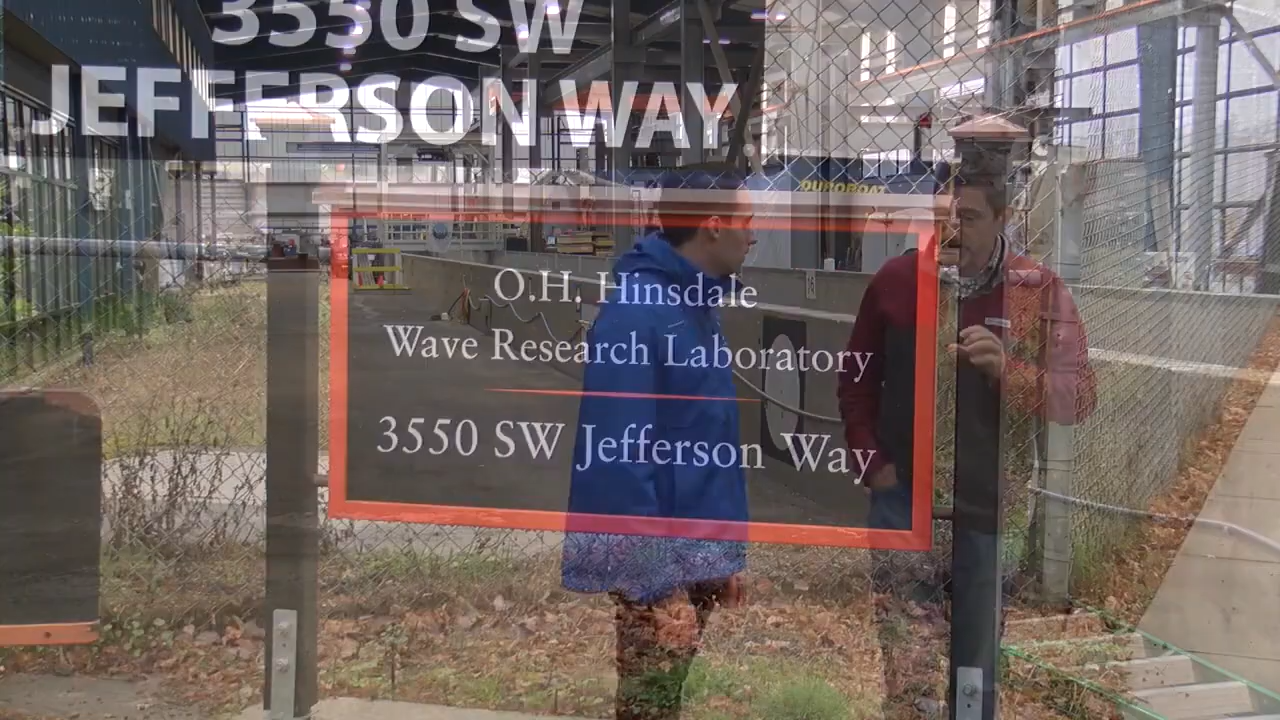 3550 SW
JEFFERSON WAY
DUROBOAT
O.H. Hinsdale
Wave Research Laboratory
3550 SW Jefferson Way